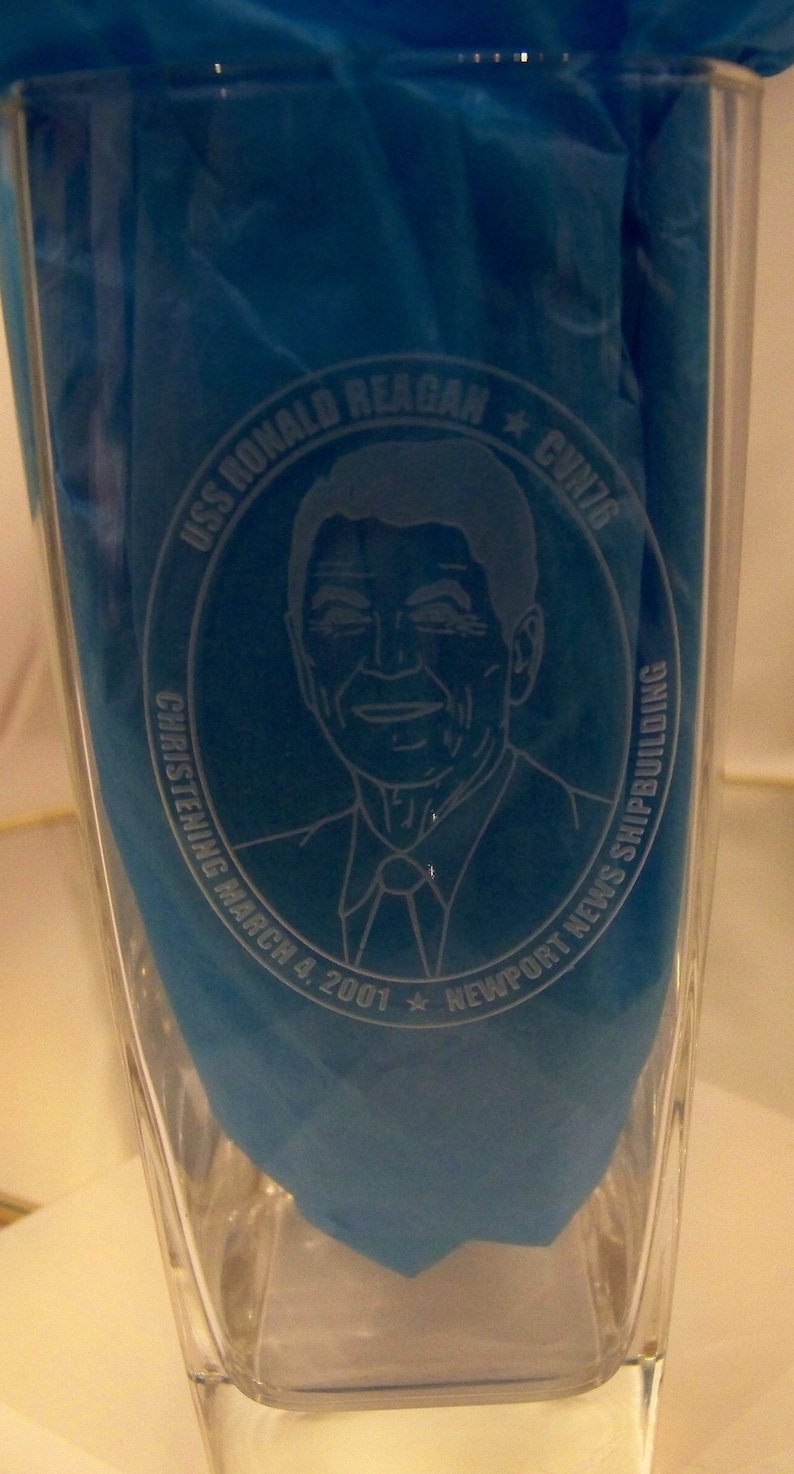 USS RONALD REAGAN ★ CVN76
CHRISTENING MARCH 4, 2001 ★ NEWPORT NEWS SHIPBUILDING